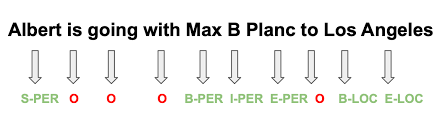 Albert is going with Max B Planc to Los Angeles
S-PER O O O B-PER I-PER E-PER O B-LOC E-LOC